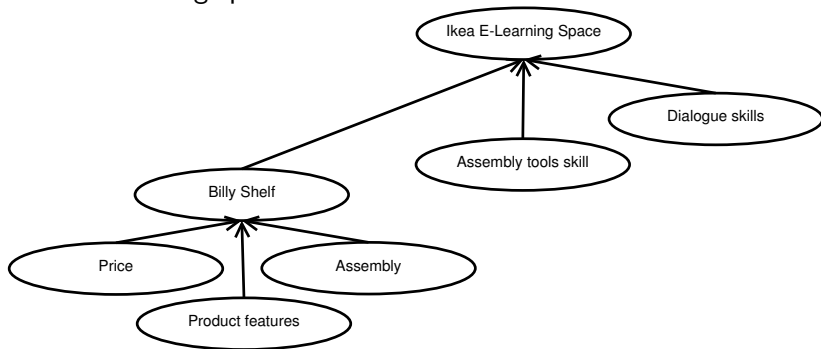 Ikea E-Learning Space
Dialogue skills
Assembly tools skill
Billy Shelf
Price
Assembly
Product features